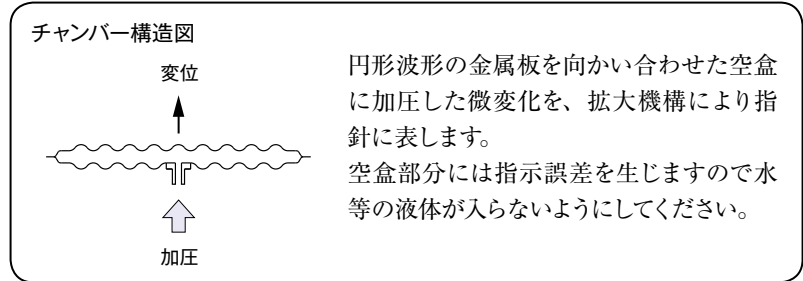 チャンバー構造図
変位
加圧
円形波形の金属板を向かい合わせた空盒
に加圧した微変化を、拡大機構により指
針に表します。
空盒部分には指示誤差を生じますので水
等の液体が入らないようにしてください。